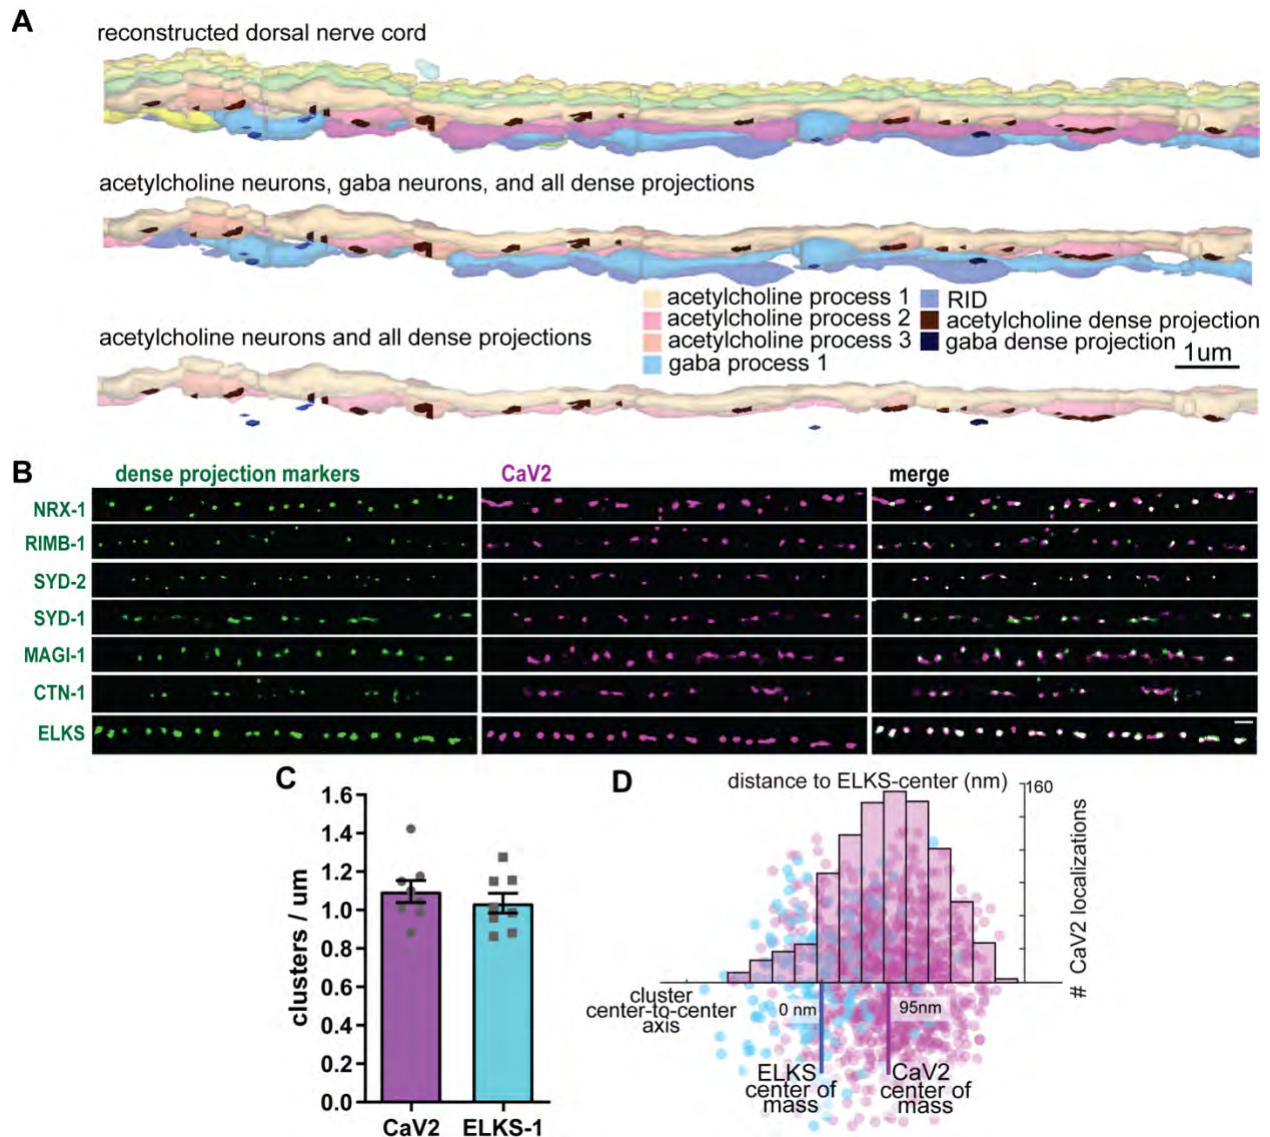 A
reconstructed dorsal nerve cord
acetylcholine neurons, gaba neurons, and all dense projections
acetylcholine process 1
acetylcholine process 2
acetylcholine process 3
gaba process 1
RID
acetylcholine dense projection
gaba dense projection
1um
acetylcholine neurons and all dense projections
B
dense projection markers
CaV2
merge
NRX-1
RIMB-1
SYD-2
SYD-1
MAGI-1
CTN-1
ELKS
C
clusters / um
1.6
1.4
1.2
1.0
0.8
0.6
0.4
0.2
0.0
CaV2
ELKS-1
D
distance to ELKS-center (nm)
160
# CaV2 localizations
cluster
center-to-center
axis
0 nm
95nm
ELKS
center of
mass
CaV2
center of
mass